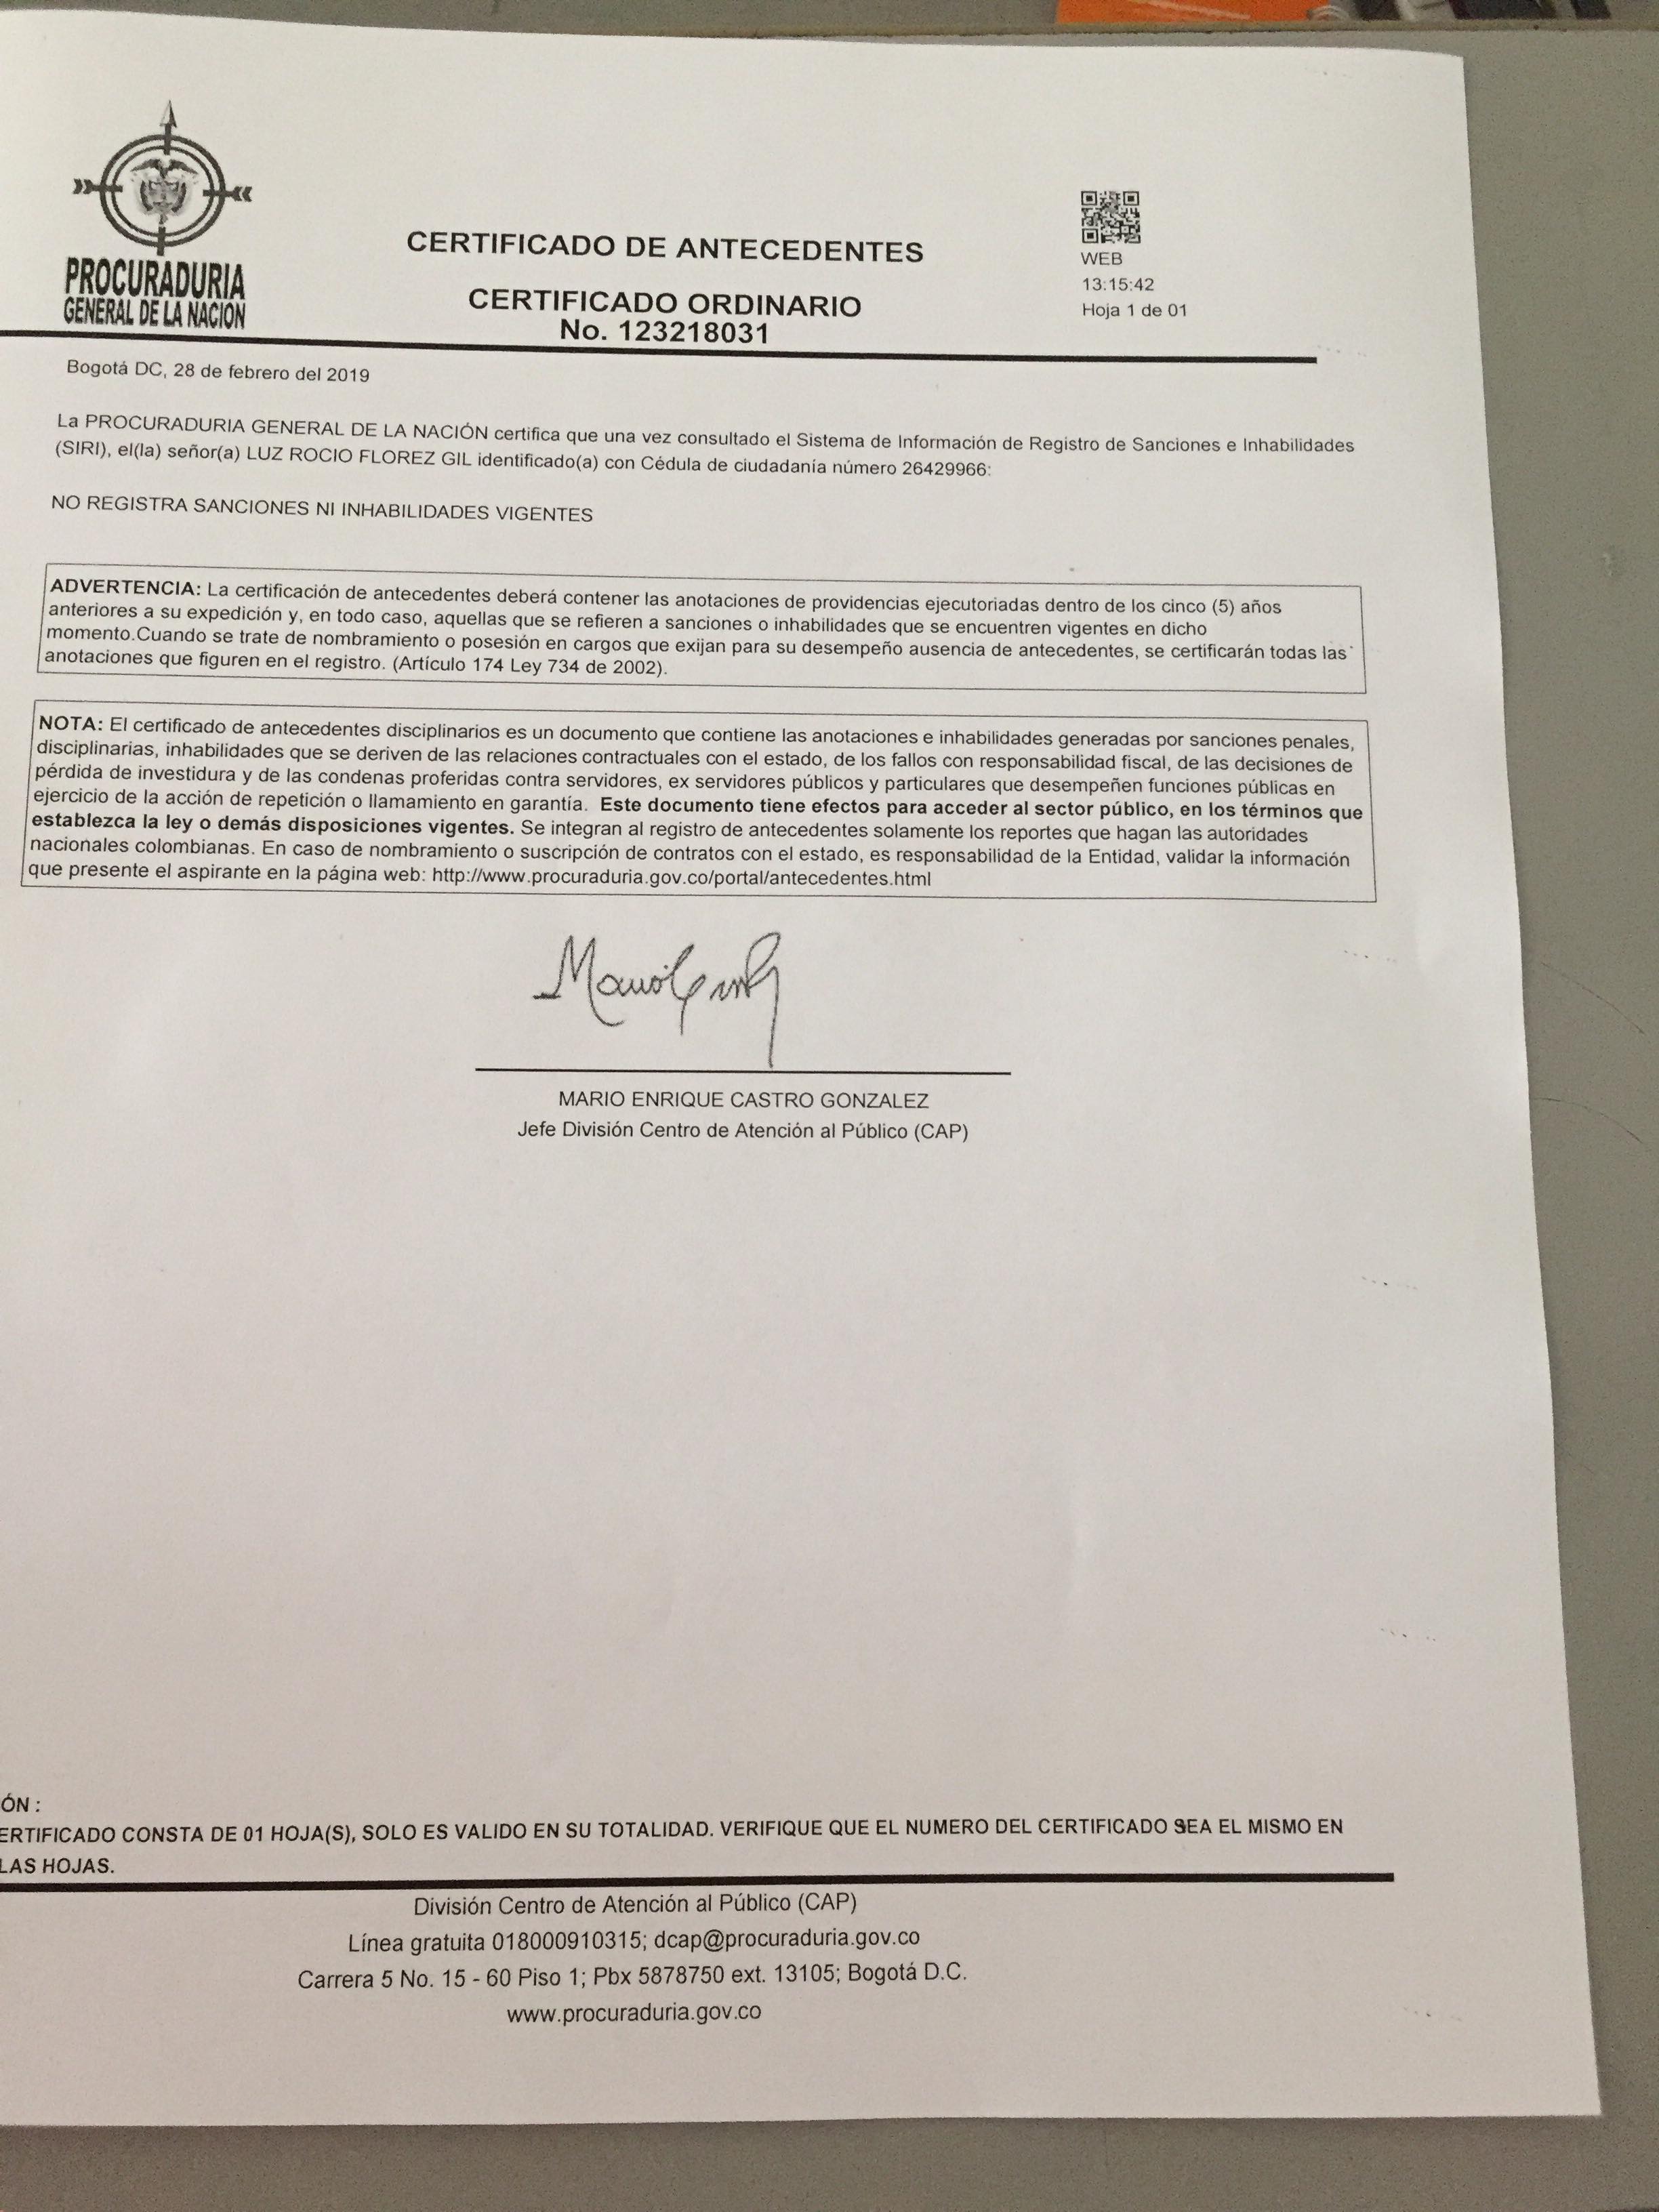 PROCURADURIA
GENERAL DE LA NACION
CERTIFICADO DE ANTECEDENTES
CERTIFICADO ORDINARIO
No. 123218031
WEB
13:15:42
Hoja 1 de 01
Bogotá DC, 28 de febrero del 2019
La PROCURADURIA GENERAL DE LA NACIÓN certifica que una vez consultado el Sistema de Información de Registro de Sanciones e Inhabilidades
(SIRI), el(la) señor(a) LUZ ROCIO FLOREZ GIL identificado(a) con Cédula de ciudadanía número 26429966:
NO REGISTRA SANCIONES NI INHABILIDADES VIGENTES
ADVERTENCIA: La certificación de antecedentes deberá contener las anotaciones de providencias ejecutoriadas dentro de los cinco (5) años
anteriores a su expedición y, en todo caso, aquellas que se refieren a sanciones o inhabilidades que se encuentren vigentes en dicho
momento.Cuando se trate de nombramiento o posesión en cargos que exijan para su desempeño ausencia de antecedentes, se certificarán todas las
anotaciones que figuren en el registro. (Artículo 174 Ley 734 de 2002).
NOTA: El certificado de antecedentes disciplinarios es un documento que contiene las anotaciones e inhabilidades generadas por sanciones penales,
disciplinarias, inhabilidades que se deriven de las relaciones contractuales con el estado, de los fallos con responsabilidad fiscal, de las decisiones de
pérdida de investidura y de las condenas proferidas contra servidores, ex servidores públicos y particulares que desempeñen funciones públicas en
ejercicio de la acción de repetición o llamamiento en garantía. Este documento tiene efectos para acceder al sector público, en los términos que
establezca la ley o demás disposiciones vigentes. Se integran al registro de antecedentes solamente los reportes que hagan las autoridades
nacionales colombianas. En caso de nombramiento o suscripción de contratos con el estado, es responsabilidad de la Entidad, validar la información
que presente el aspirante en la página web: http://www.procuraduria.gov.co/portal/antecedentes.html
MARIO ENRIQUE CASTRO GONZALEZ
Jefe División Centro de Atención al Público (CAP)
ÓN :
ERTIFICADO CONSTA DE 01 HOJA(S), SOLO ES VALIDO EN SU TOTALIDAD. VERIFIQUE QUE EL NUMERO DEL CERTIFICADO SEA EL MISMO EN
LAS HOJAS.
División Centro de Atención al Público (CAP)
Línea gratuita 018000910315; dcap@procuraduria.gov.co
Carrera 5 No. 15 - 60 Piso 1; Pbx 5878750 ext. 13105; Bogotá D.C.
www.procuraduria.gov.co